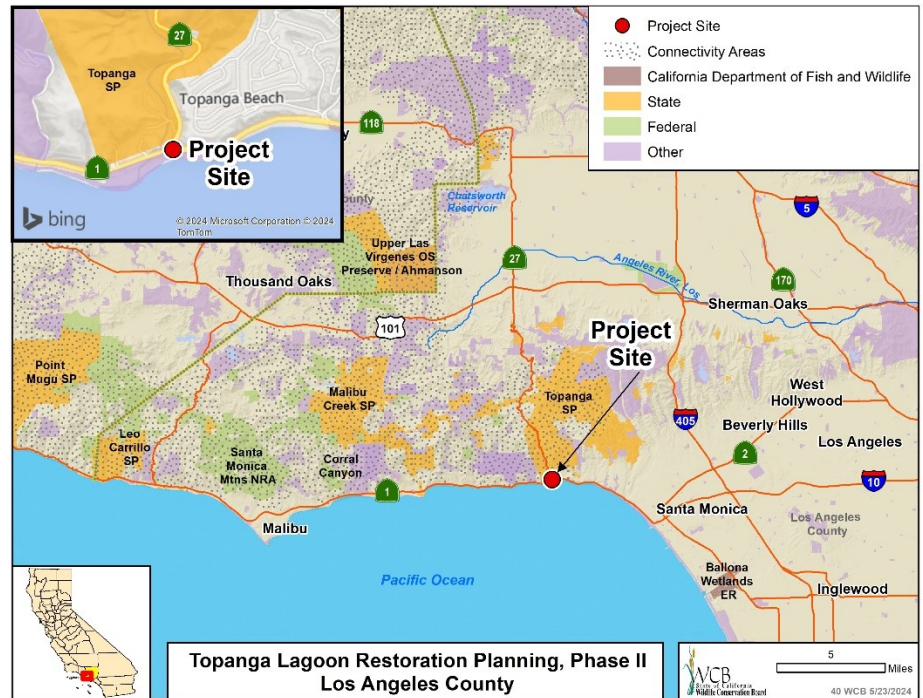 27
Topanga
SP
Topanga Beach
Project
Site
1
bing
© 2024 Microsoft Corporation © 2024
TomTom
Project Site
Connectivity Areas
California Department of Fish and Wildlife
State
Federal
Other
118
y
ounty
Chatsworth
Reservoir
5
Upper Las
Virgenes OS
Preserve / Ahmanson
27
Angeles River, Los
170
Thousand Oaks
Sherman Oaks
101
Project
Site
Point
Mugu SP
Malibu
Creek SP
Topanga
SP
West
Hollywood
405
Beverly Hills
Los Angeles
2
Leo
Carrillo
SP
Santa
Monica
Mtns NRA
Corral
Canyon
1
10
Santa Monica
Los Angeles
County
Malibu
Ballona
Wetlands
ER
Inglewood
Pacific Ocean
Topanga Lagoon Restoration Planning, Phase II
Los Angeles County
WCB
State of California
Wildlife Conservation Board
5
Miles
40 WCB 5/23/2024